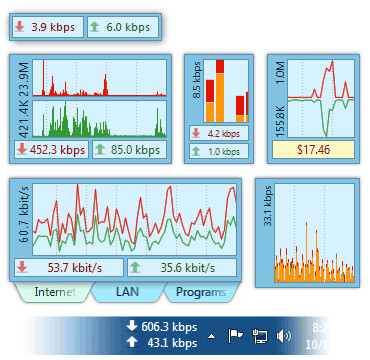 3.9 kbps 6.0 kbps
23.9M
421.4K
452.3 kbps 85.0 kbps
8.5 kbps
4.2 kbps
1.0 kbps
1.0M
155.8K
$17.46
60.7 kbit/s
53.7 kbit/s 35.6 kbit/s
Internet LAN Programs
33.1 kbps
606.3 kbps
43.1 kbps